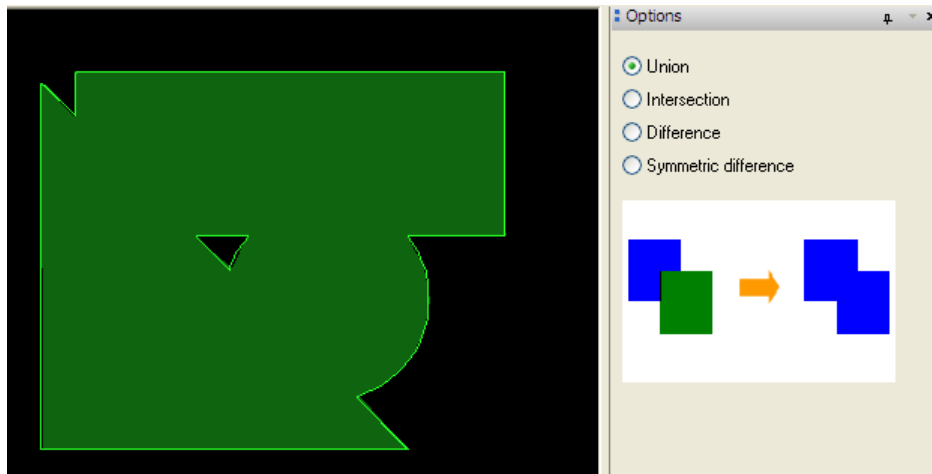 Options
Union
Intersection
Difference
Symmetric difference